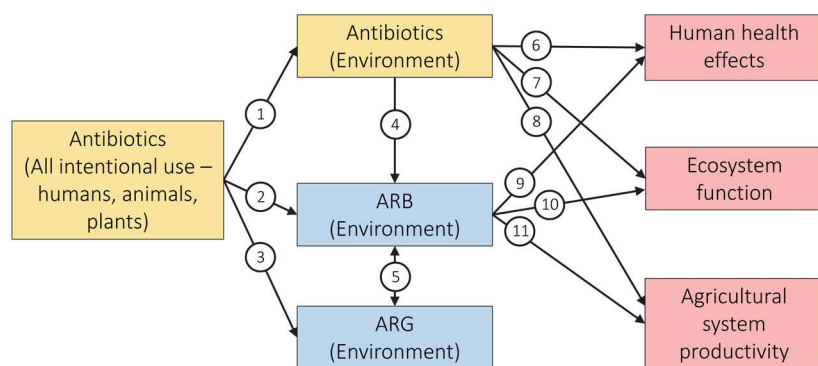 Antibiotics
(All intentional use –
humans, animals,
plants)
1
2
3
Antibiotics
(Environment)
4
ARB
(Environment)
5
ARG
(Environment)
6
7
8
9
10
11
Human health
effects
Ecosystem
function
Agricultural
system
productivity